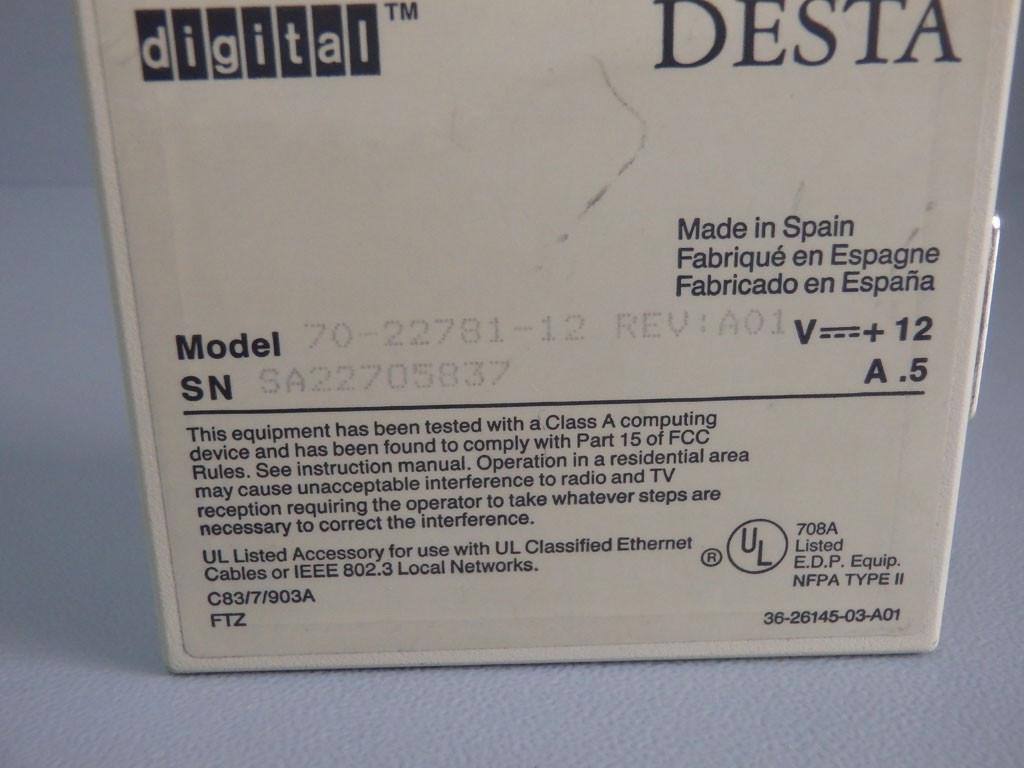 digital™ DESTA
Made in Spain
Fabriqué en Espagne
Fabricado en España
Model 70-22781-12 REV:A01 V⎓+ 12
SN SA22705837 A .5
This equipment has been tested with a Class A computing
device and has been found to comply with Part 15 of FCC
Rules. See instruction manual. Operation in a residential area
may cause unacceptable interference to radio and TV
reception requiring the operator to take whatever steps are
necessary to correct the interference.
UL Listed Accessory for use with UL Classified Ethernet
Cables or IEEE 802.3 Local Networks.
® UL 708A
Listed
E.D.P. Equip.
NFPA TYPE II
C83/7/903A
FTZ
36-26145-03-A01